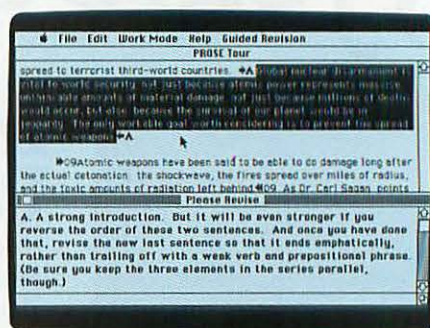 File Edit Work Mode Help Guided Revision
PROSE Tour
spread to terrorist third-world countries. ➜A Global nuclear disarmament is
vital to world security, not just because atomic power represents massive
unthinkable amounts of material damage, not just because millions of deaths
would occur, but also because the survival of our planet would be in
jeopardy. The only workable goal worth considering is to prevent the spread
of atomic weapons ➜A
➜09Atomic weapons have been said to be able to do damage long after
the actual detonation: the shockwave, the fires spread over miles of radius,
and the toxic amounts of radiation left behind.➜09 As Dr. Carl Sagan points
Please Revise
A. A strong introduction. But it will be even stronger if you
reverse the order of these two sentences. And once you have done
that, revise the new last sentence so that it ends emphatically,
rather than trailing off with a weak verb and prepositional phrase.
(Be sure you keep the three elements in the series parallel,
though.)